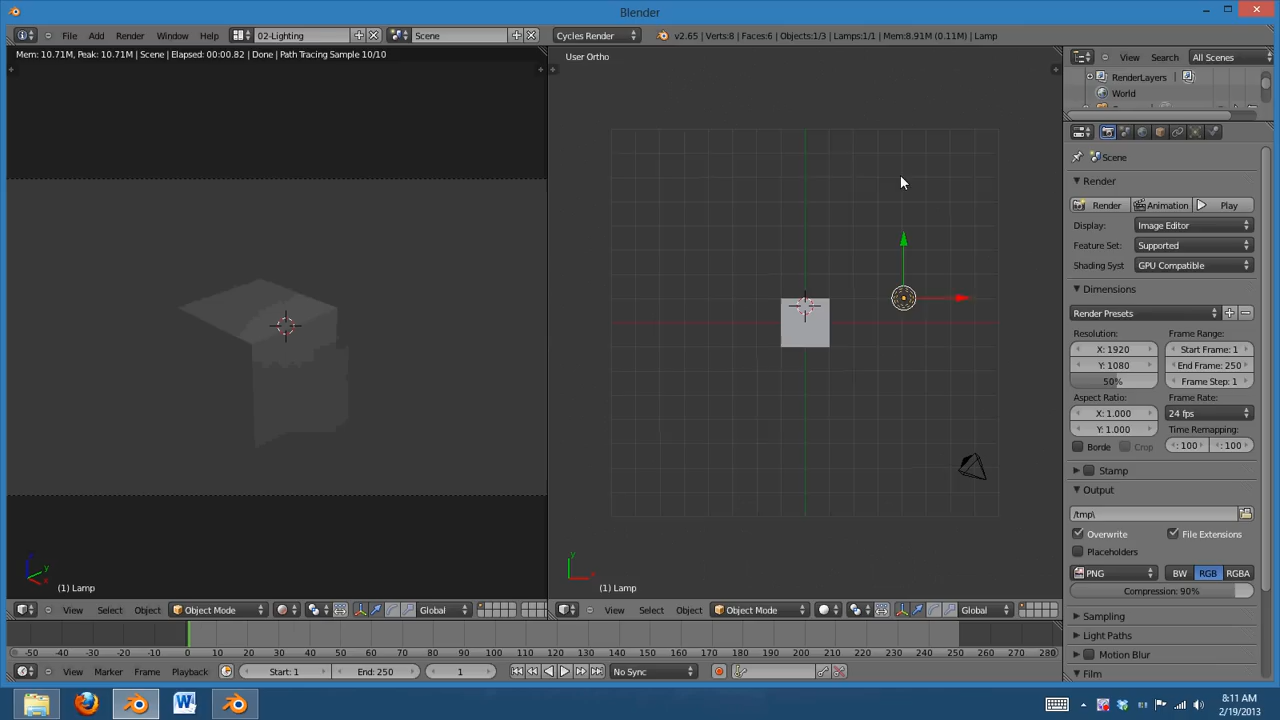 Blender
File Add Render Window Help 02-Lighting Scene Cycles Render v2.65 | Verts:8 | Faces:6 | Objects:1/3 | Lamps:1/1 | Mem:8.91M (0.11M) | Lamp
Mem: 10.71M, Peak: 10.71M | Scene | Elapsed: 00:00.82 | Done | Path Tracing Sample 10/10
User Ortho
View Search All Scenes
RenderLayers
World
Scene
Render
Render Animation Play
Display: Image Editor
Feature Set: Supported
Shading Syst GPU Compatible
Dimensions
Render Presets
Resolution: Frame Range:
X: 1920 Start Frame: 1
Y: 1080 End Frame: 250
50% Frame Step: 1
Aspect Ratio: Frame Rate:
X: 1.000 24 fps
Y: 1.000 Time Remapping:
Borde Crop : 100 : 100
Stamp
Output
/tmp\
Overwrite File Extensions
Placeholders
PNG BW RGB RGBA
Compression: 90%
Sampling
Light Paths
Motion Blur
Film
z y x
(1) Lamp
y x
(1) Lamp
View Select Object Object Mode Global
View Select Object Object Mode Global
-50 -40 -30 -20 -10 0 10 20 30 40 50 60 70 80 90 100 110 120 130 140 150 160 170 180 190 200 210 220 230 240 250 260 270 280
View Marker Frame Playback Start: 1 End: 250 1 No Sync
8:11 AM
2/19/2013